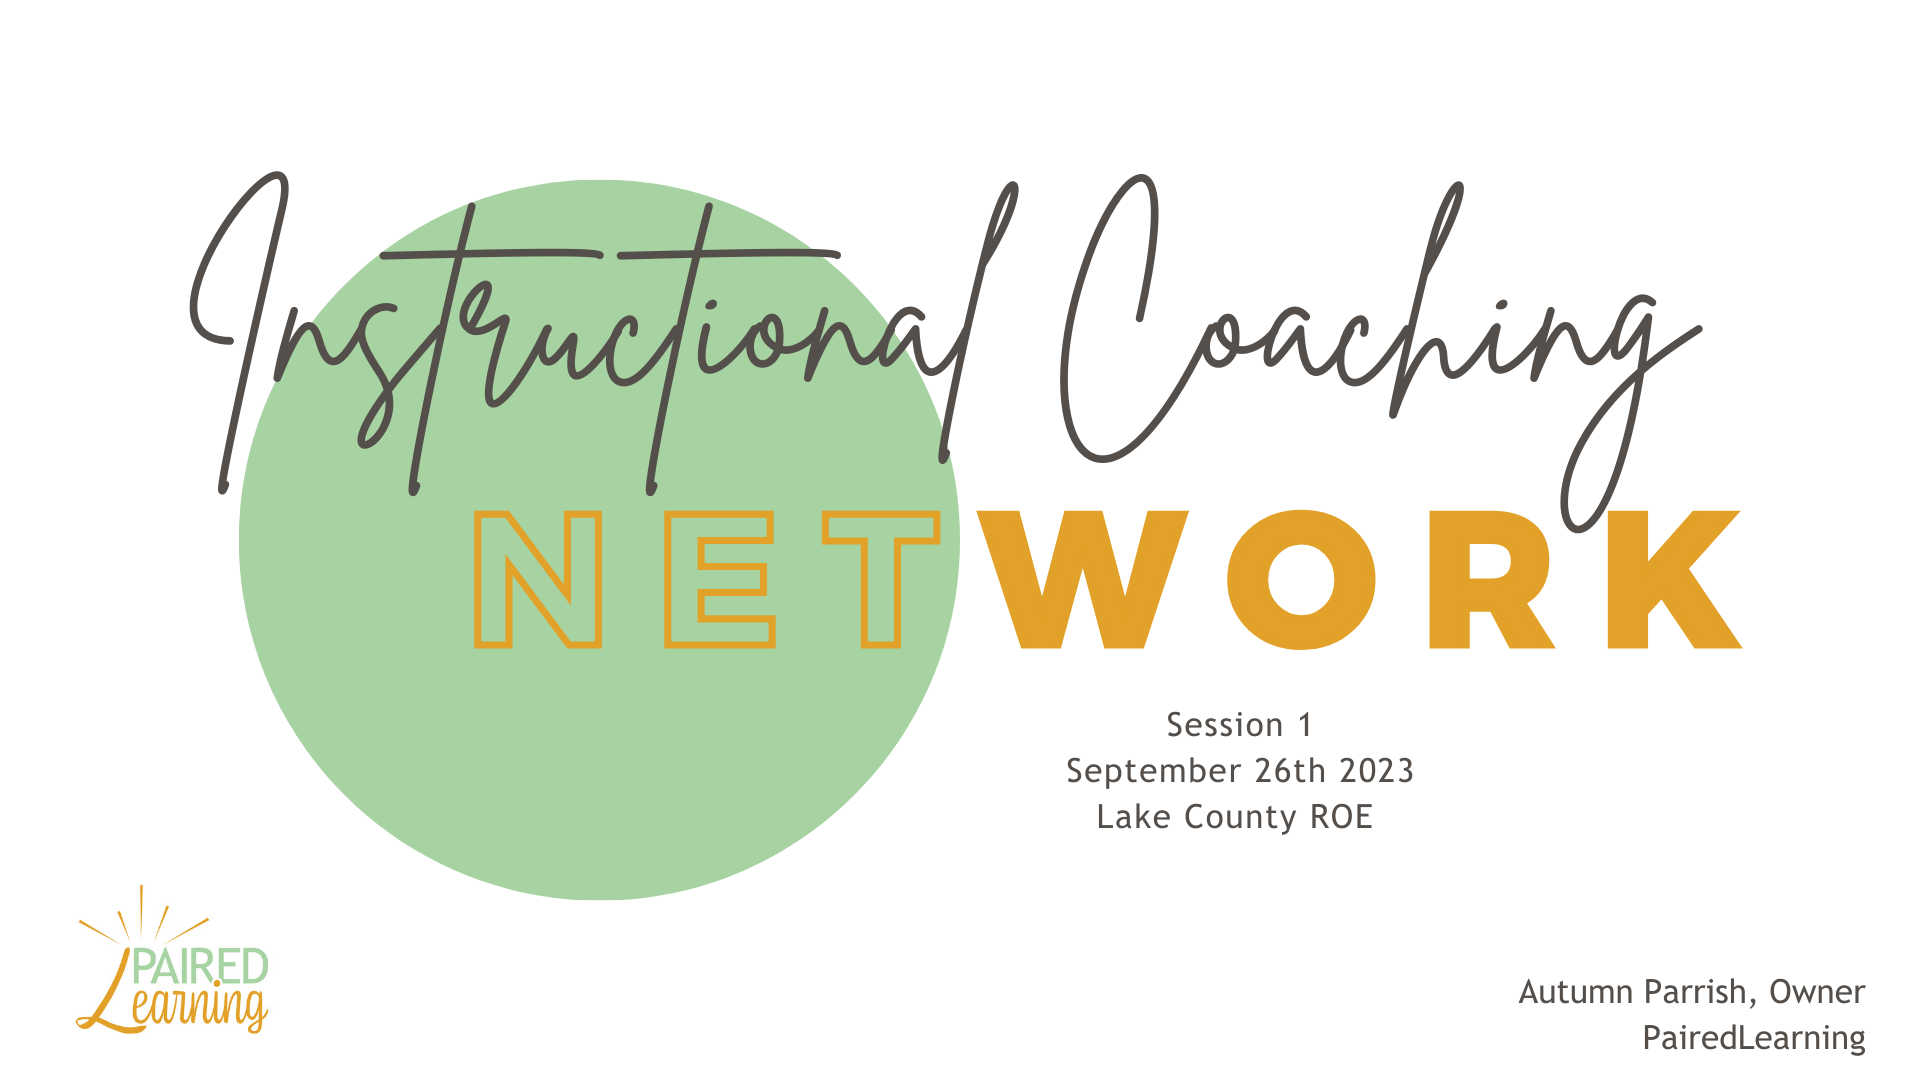 Instructional Coaching
NETWORK
Session 1
September 26th 2023
Lake County ROE
PAIRED
Learning
Autumn Parrish, Owner
PairedLearning